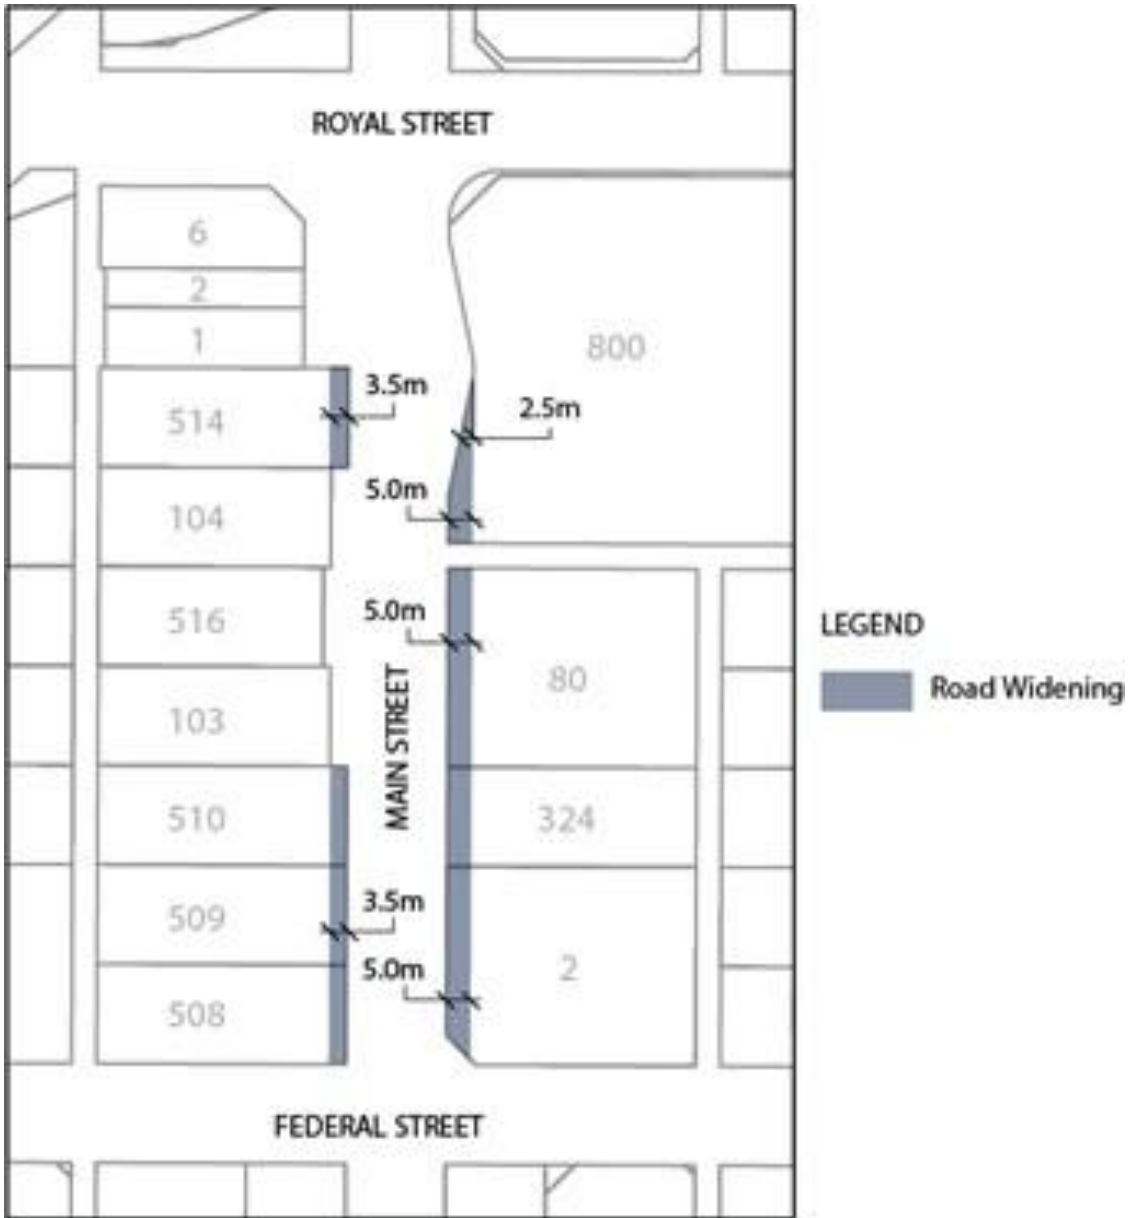 ROYAL STREET
6
2
1
800
514
3.5m
2.5m
104
5.0m
516
5.0m
80
LEGEND
Road Widening
103
MAIN STREET
510
324
509
3.5m
5.0m
2
508
FEDERAL STREET